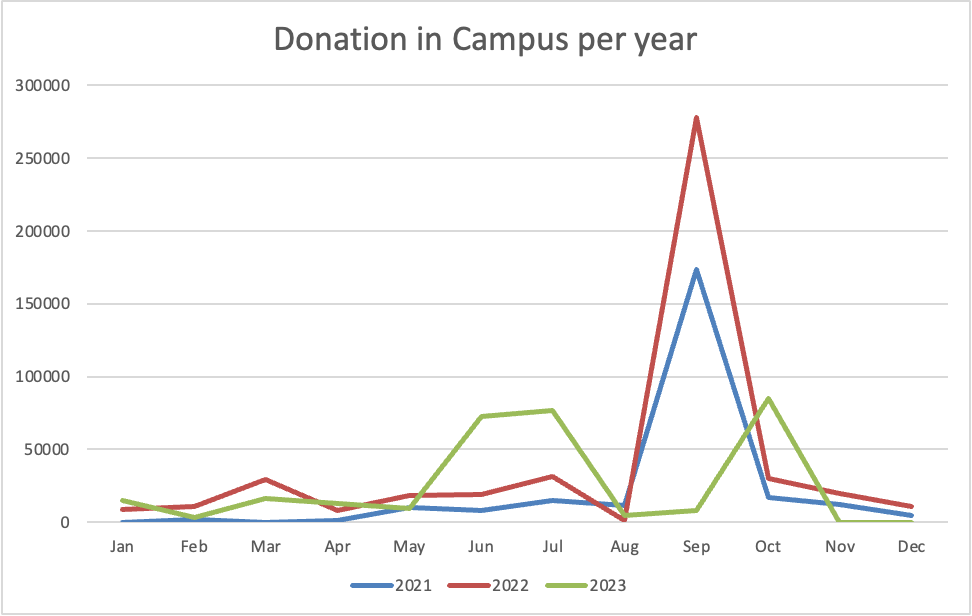 Donation in Campus per year
300000
250000
200000
150000
100000
50000
0
Jan Feb Mar Apr May Jun Jul Aug Sep Oct Nov Dec
2021 2022 2023